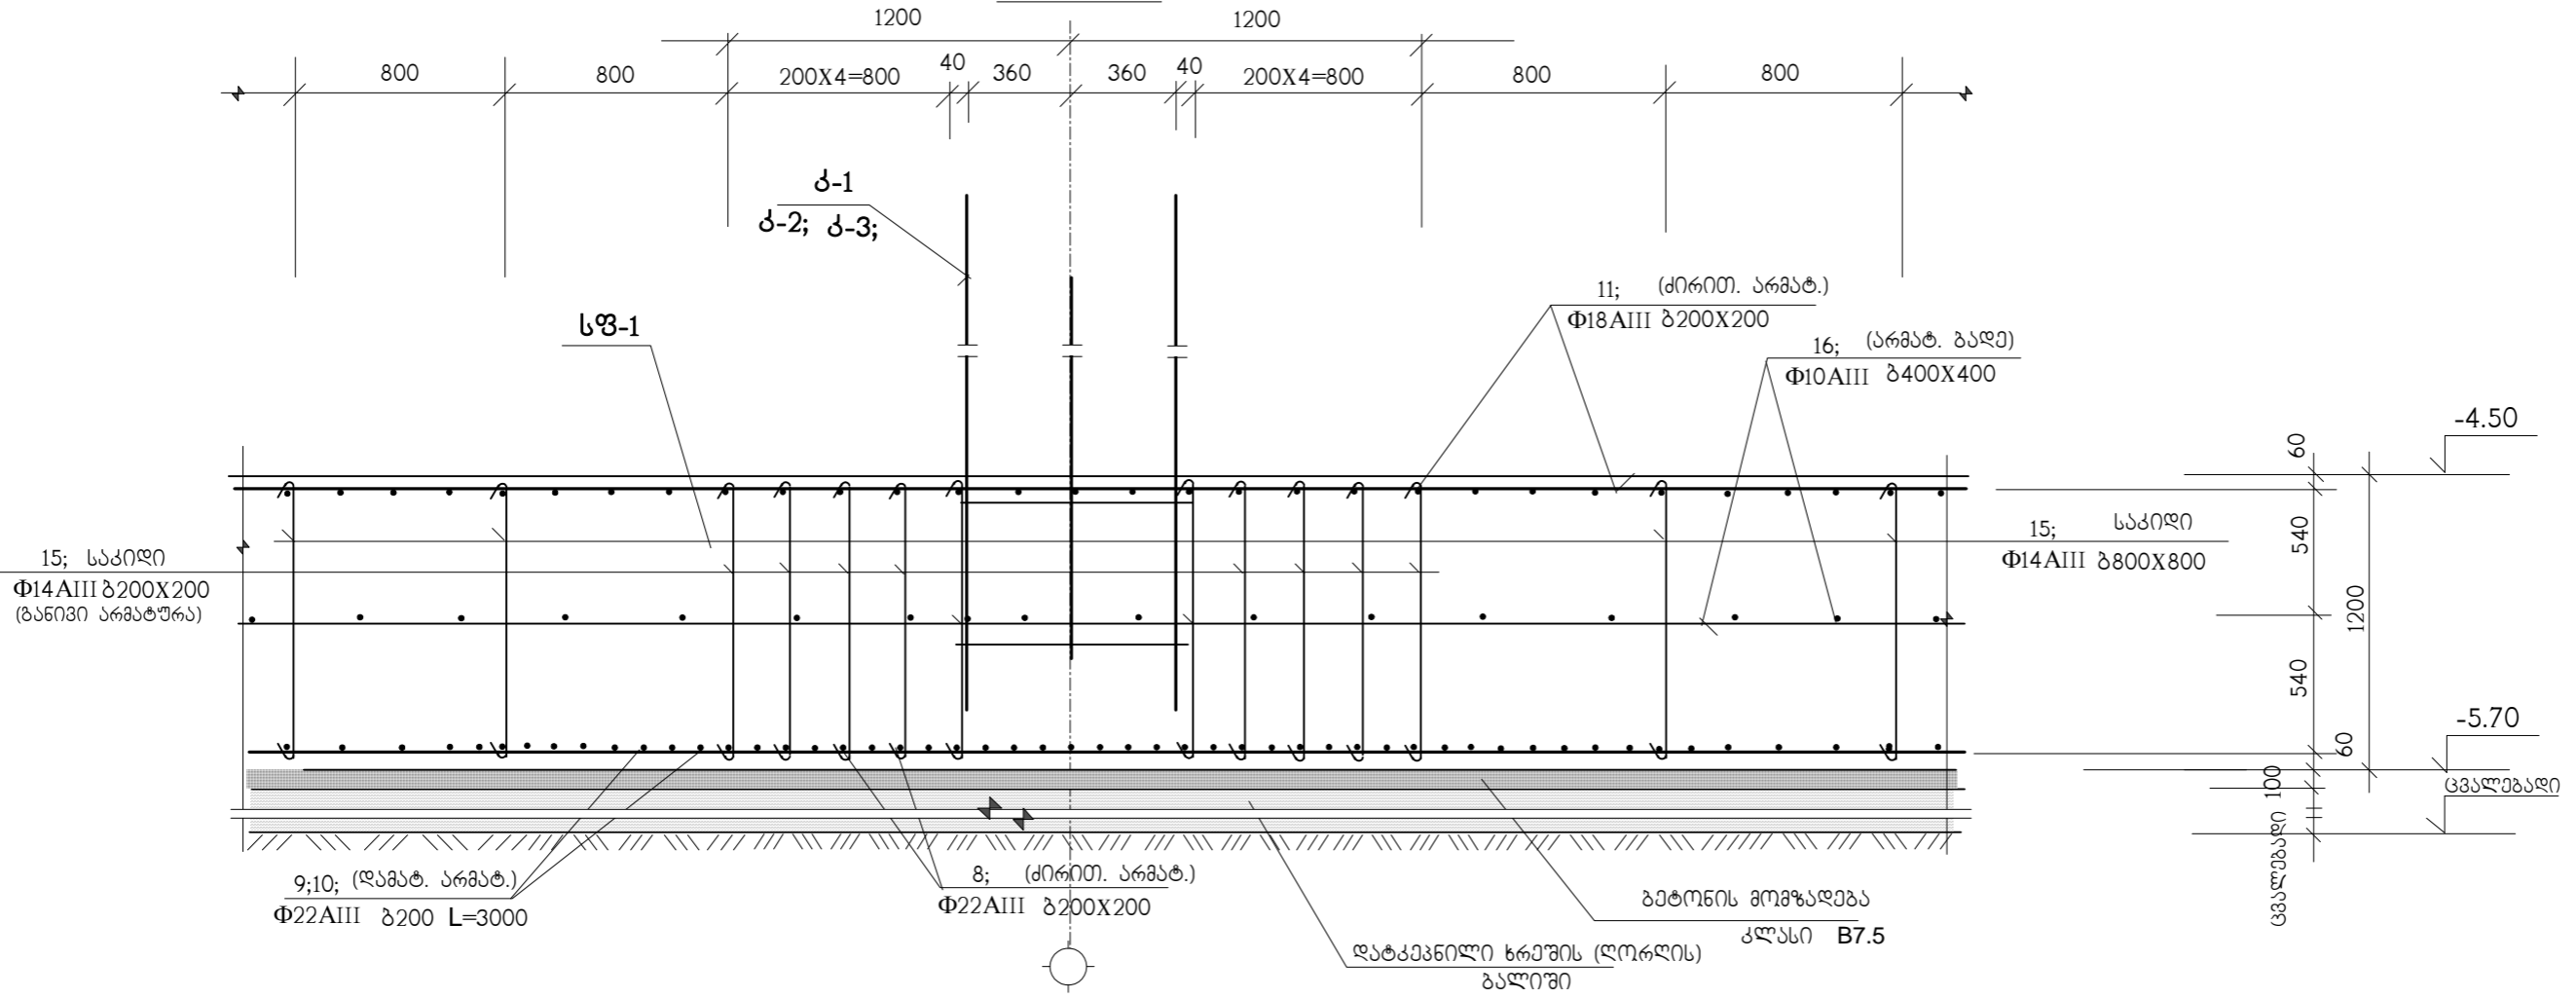 1200
1200
800
800
200X4=800
40
360
360
40
200X4=800
800
800
კ-1
კ-2; კ-3;
სფ-1
11; (ძირით. არმატ.)
Φ18AIII ბ200X200
16; (არმატ. ბადე)
Φ10AIII ბ400X400
-4.50
60
540
1200
540
60
100
ცვალებადი
-5.70
ცვალებადი
15; საკიდი
Φ14AIII ბ200X200
(განივი არმატურა)
15; საკიდი
Φ14AIII ბ800X800
9;10; (დამატ. არმატ.)
Φ22AIII ბ200 L=3000
8; (ძირით. არმატ.)
Φ22AIII ბ200X200
ბეტონის მომზადება
კლასი B7.5
დატკეპნილი ხრეშის (ღორღის)
ბალიში